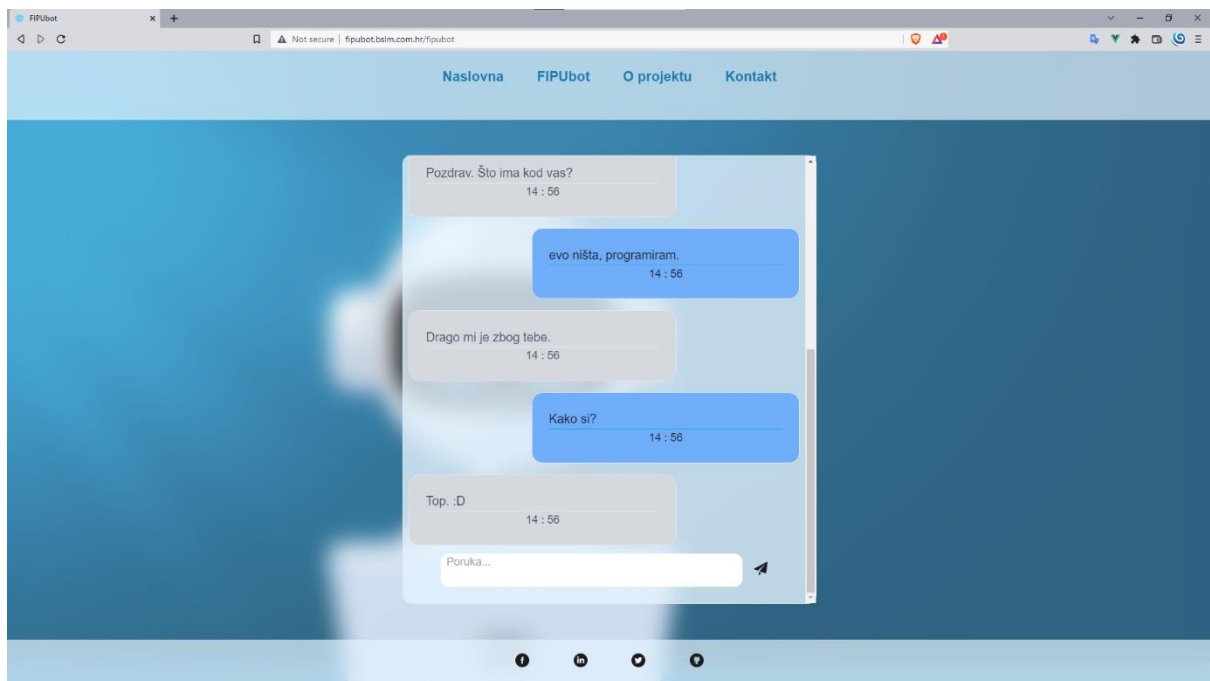 FIPUbot
Not secure | fipubot.bslm.com.hr/fipubot
Naslovna FIPUbot O projektu Kontakt
Pozdrav. Što ima kod vas?
14 : 56
evo ništa, programiram.
14 : 56
Drago mi je zbog tebe.
14 : 56
Kako si?
14 : 56
Top. :D
14 : 56
Poruka...